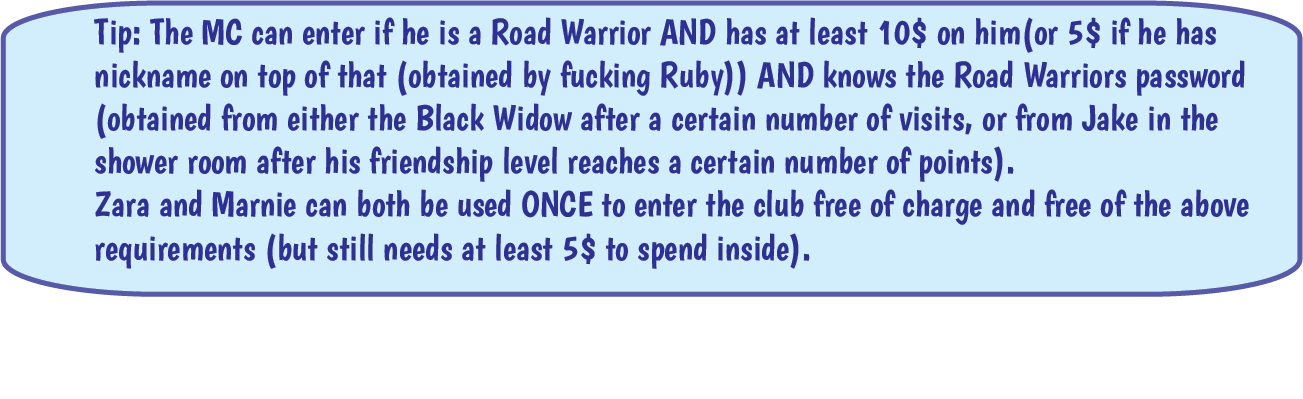 Tip: The MC can enter if he is a Road Warrior AND has at least 10$ on him(or 5$ if he has
nickname on top of that (obtained by fucking Ruby)) AND knows the Road Warriors password
(obtained from either the Black Widow after a certain number of visits, or from Jake in the
shower room after his friendship level reaches a certain number of points).
Zara and Marnie can both be used ONCE to enter the club free of charge and free of the above
requirements (but still needs at least 5$ to spend inside).